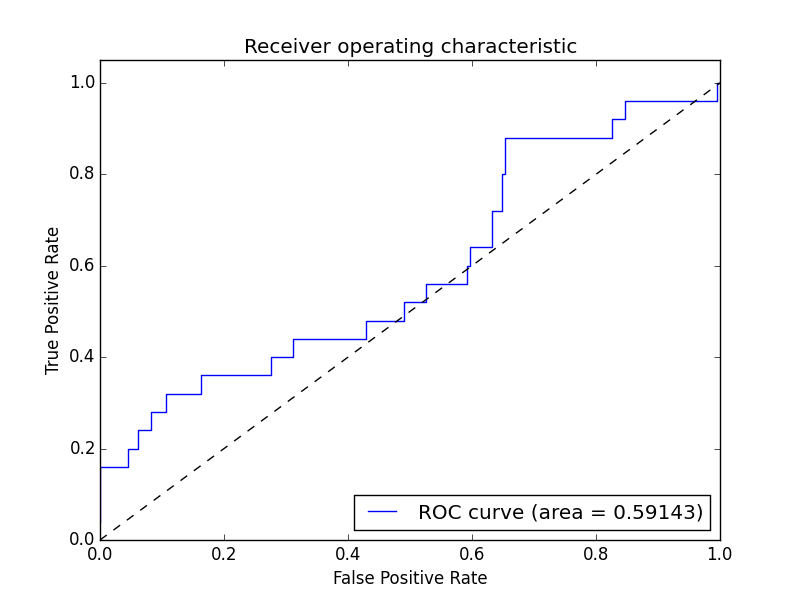 Receiver operating characteristic
True Positive Rate
1.0
0.8
0.6
0.4
0.2
0.0
ROC curve (area = 0.59143)
0.0 0.2 0.4 0.6 0.8 1.0
False Positive Rate